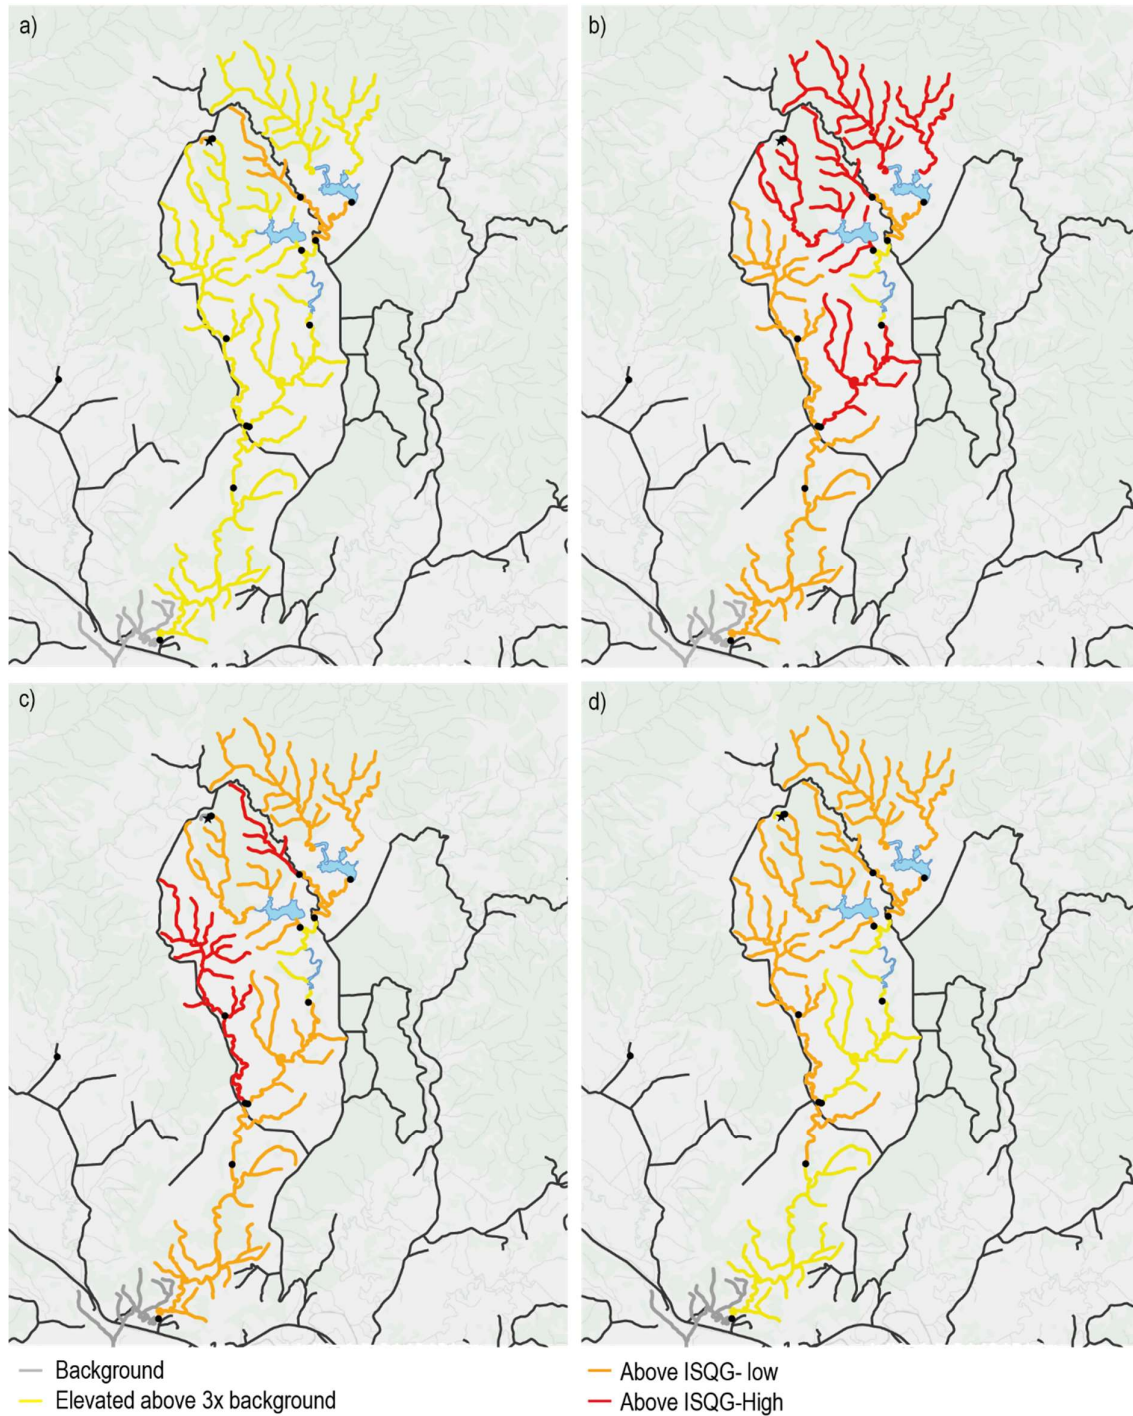 a)
b)
c)
d)
Background
Elevated above 3x background
Above ISQG- low
Above ISQG-High